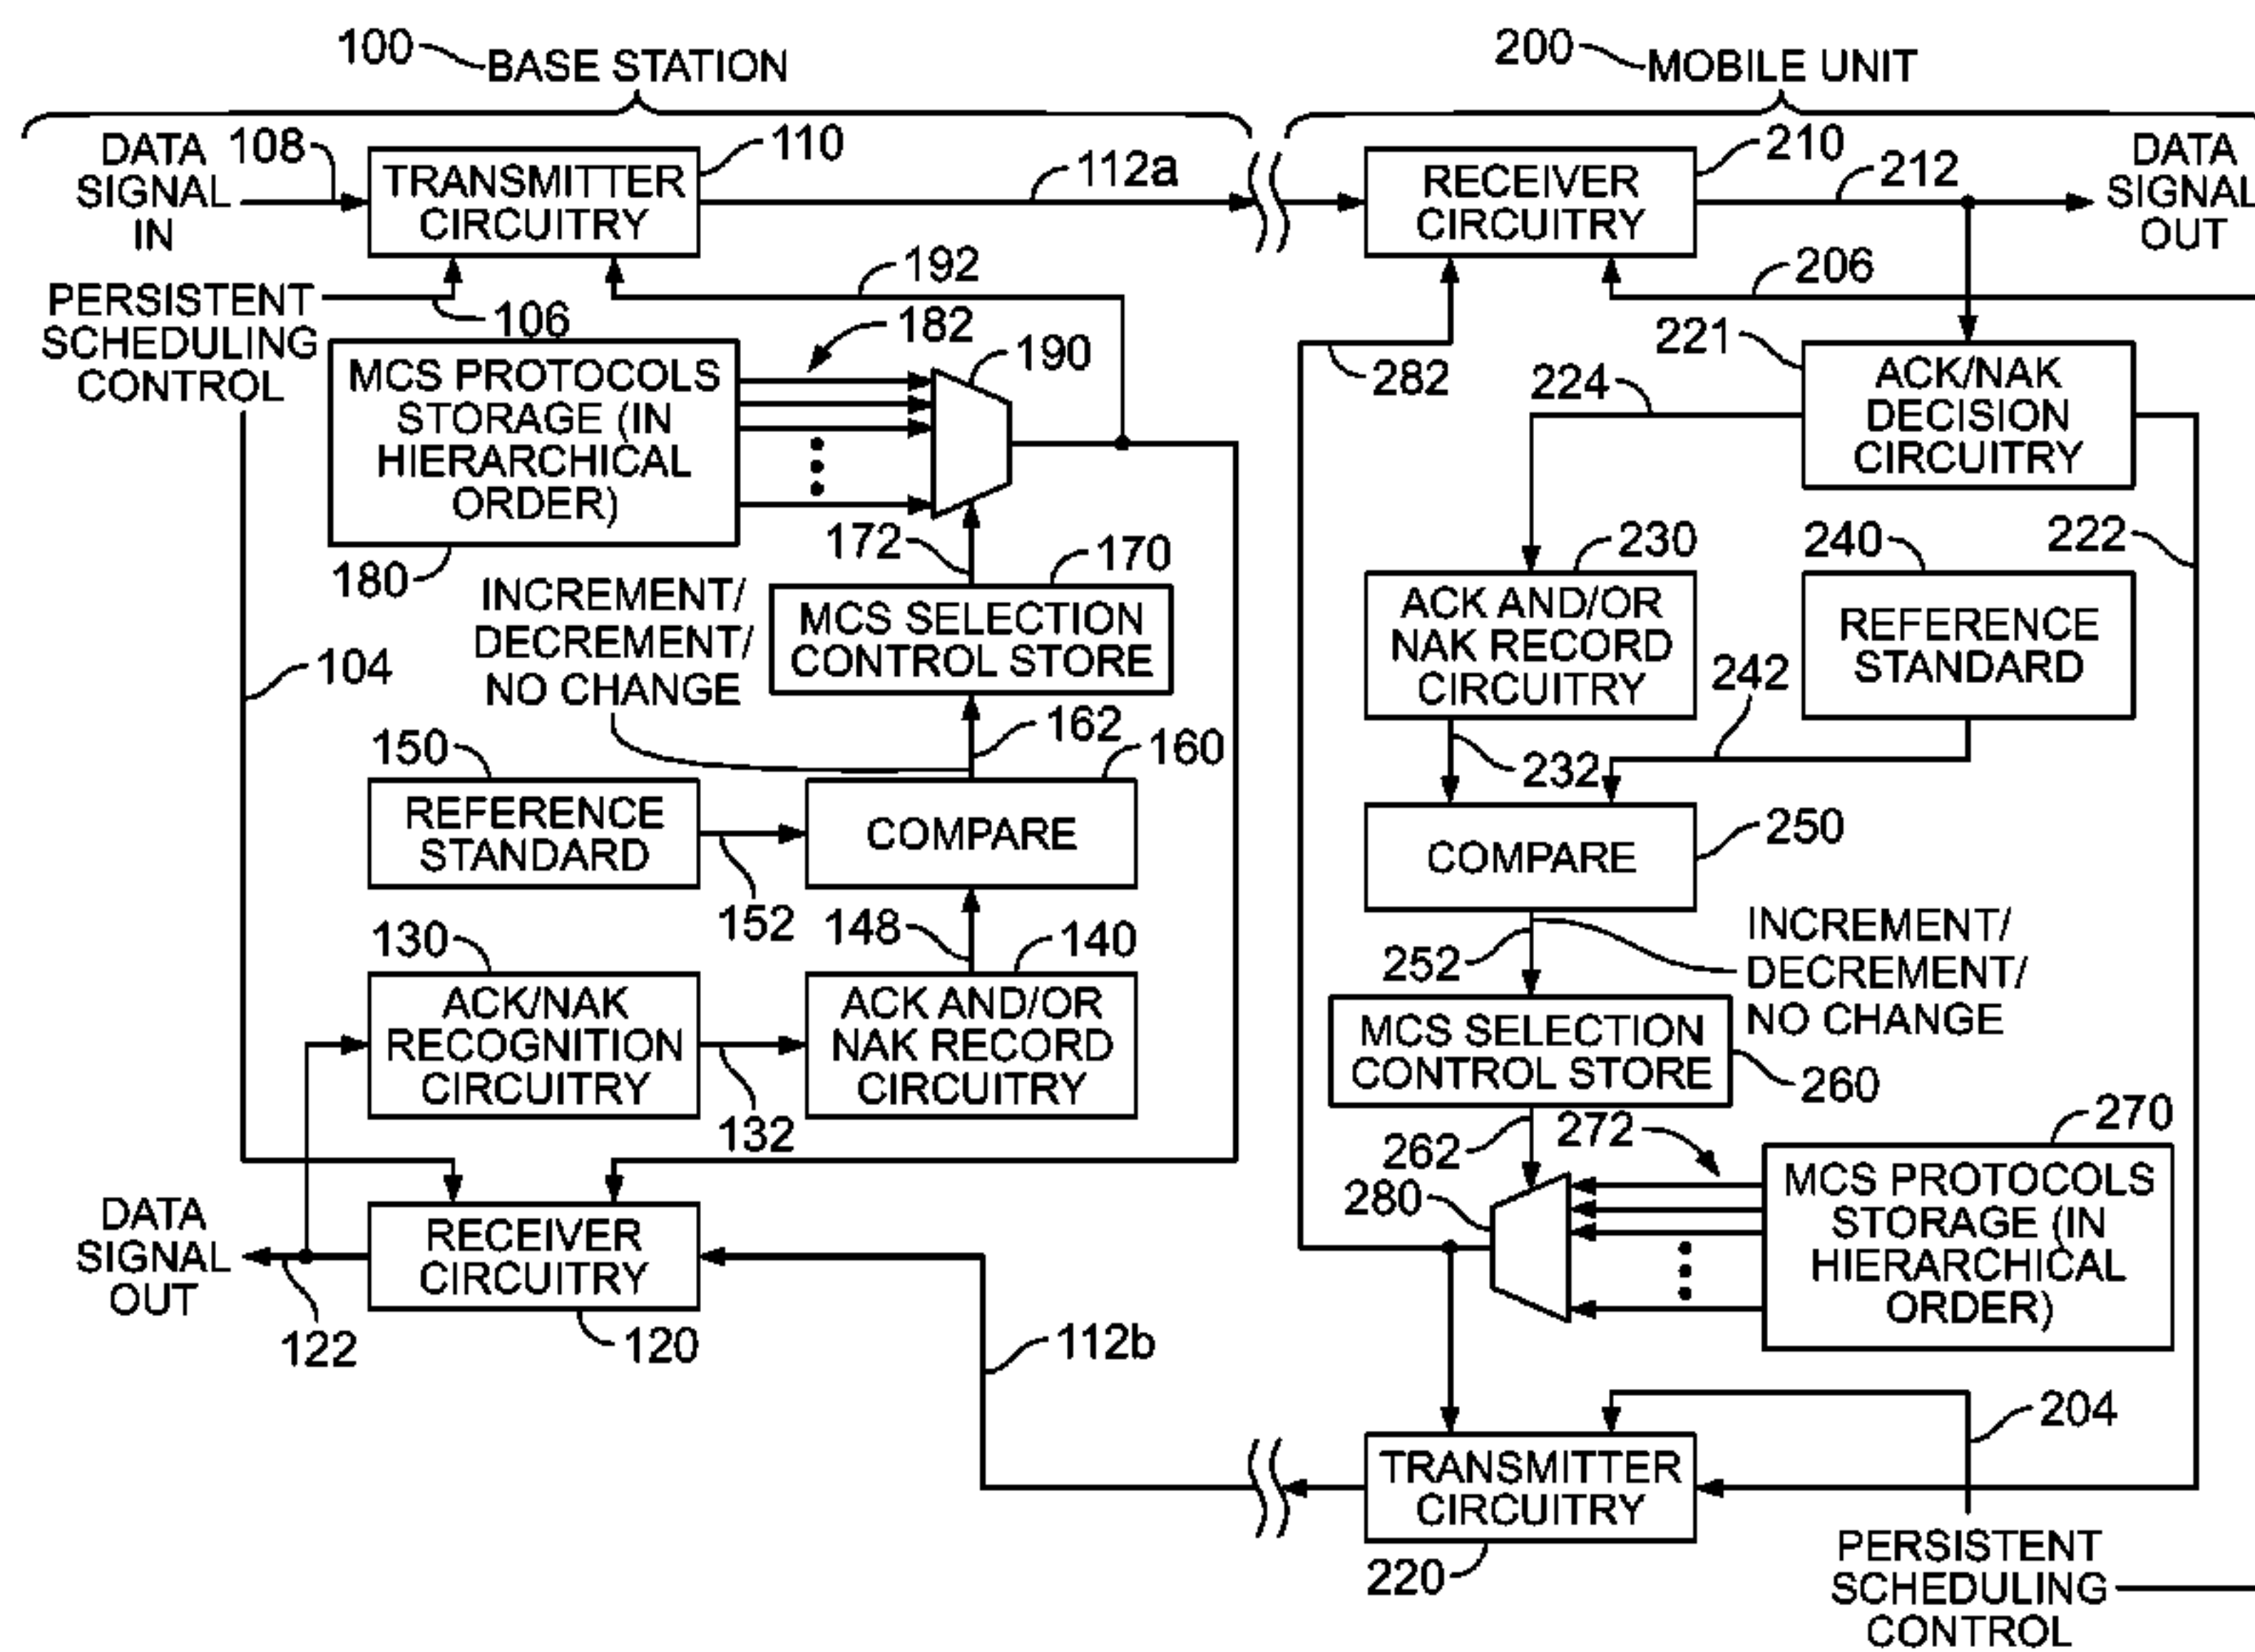 100
BASE STATION
200
MOBILE UNIT
DATA
SIGNAL
IN
108
TRANSMITTER
CIRCUITRY
110
112a
RECEIVER
CIRCUITRY
210
212
DATA
SIGNAL
OUT
PERSISTENT
SCHEDULING
CONTROL
106
192
206
MCS PROTOCOLS
STORAGE (IN
HIERARCHICAL
ORDER)
182
190
282
224
221
ACK/NAK
DECISION
CIRCUITRY
180
172
170
INCREMENT/
DECREMENT/
NO CHANGE
MCS SELECTION
CONTROL STORE
230
240
222
ACK AND/OR
NAK RECORD
CIRCUITRY
REFERENCE
STANDARD
104
162
242
232
150
REFERENCE
STANDARD
152
160
COMPARE
COMPARE
250
130
148
140
252
INCREMENT/
DECREMENT/
NO CHANGE
ACK/NAK
RECOGNITION
CIRCUITRY
132
ACK AND/OR
NAK RECORD
CIRCUITRY
MCS SELECTION
CONTROL STORE
260
262
272
270
280
MCS PROTOCOLS
STORAGE (IN
HIERARCHICAL
ORDER)
DATA
SIGNAL
OUT
122
RECEIVER
CIRCUITRY
120
112b
204
TRANSMITTER
CIRCUITRY
220
PERSISTENT
SCHEDULING
CONTROL